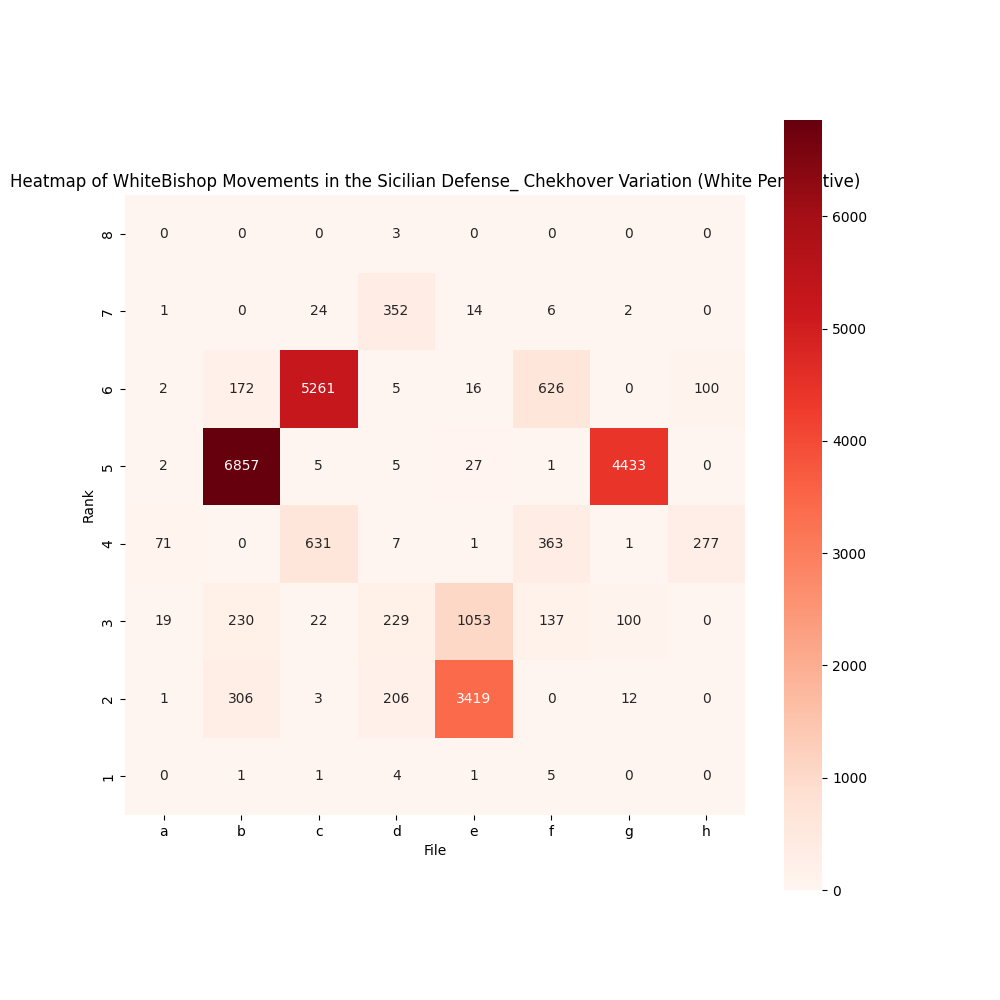 Heatmap of WhiteBishop Movements in the Sicilian Defense_ Chekhover Variation (White Per tive)
8 0 0 0 3 0 0 0 0
7 1 0 24 352 14 6 2 0
6 2 172 5261 5 16 626 0 100
5 2 6857 5 5 27 1 4433 0
4 71 0 631 7 1 363 1 277
3 19 230 22 229 1053 137 100 0
2 1 306 3 206 3419 0 12 0
1 0 1 1 4 1 5 0 0
a b c d e f g h
File
Rank
6000
5000
4000
3000
2000
1000
0